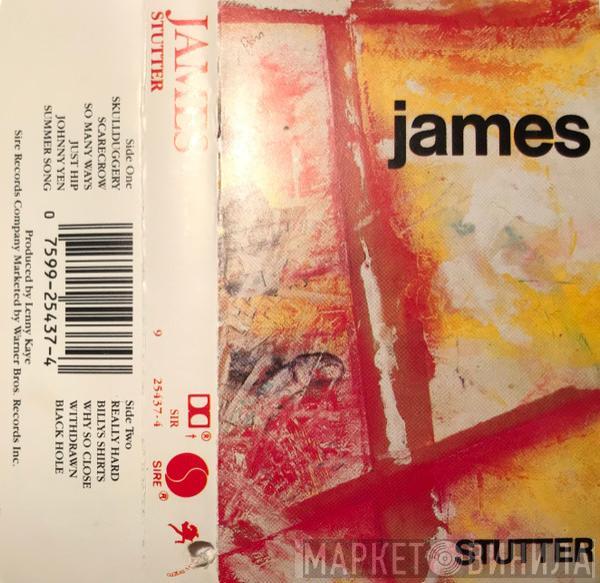 james
STUTTER
JAMES
STUTTER
9 25437-4
SIR
SIRE ®
Side One
SKULLDUGGERY
SCARECROW
SO MANY WAYS
JUST HIP
JOHNNY YEN
SUMMER SONG
0 7599-25437-4
Side Two
REALLY HARD
BILLYS SHIRTS
WHY SO CLOSE
WITHDRAWN
BLACK HOLE
Produced by Lenny Kaye
Sire Records Company Marketed by Warner Bros. Records Inc.
МАРКЕТ ВИНИЛА